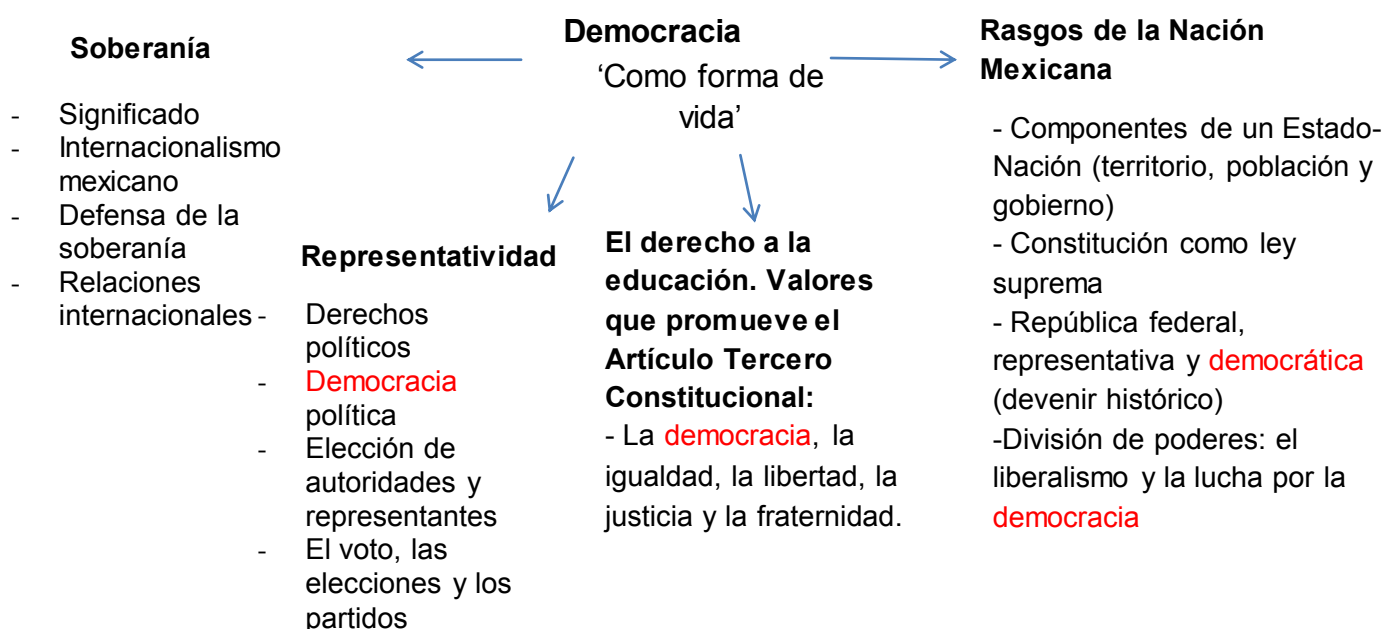 Democracia
'Como forma de
vida'
Soberanía
- Significado
- Internacionalismo
mexicano
- Defensa de la
soberanía
- Relaciones
internacionales
Representatividad
- Derechos
políticos
- Democracia
política
- Elección de
autoridades y
representantes
- El voto, las
elecciones y los
partidos
El derecho a la
educación. Valores
que promueve el
Artículo Tercero
Constitucional:
- La democracia, la
igualdad, la libertad, la
justicia y la fraternidad.
Rasgos de la Nación
Mexicana
- Componentes de un Estado-
Nación (territorio, población y
gobierno)
- Constitución como ley
suprema
- República federal,
representativa y democrática
(devenir histórico)
-División de poderes: el
liberalismo y la lucha por la
democracia